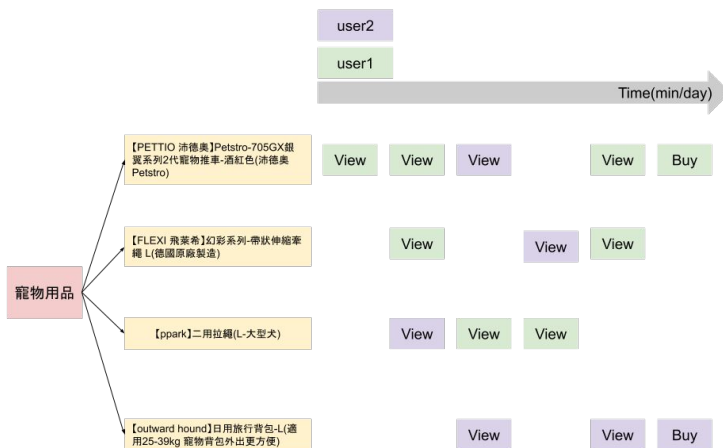 user2
user1
Time(min/day)
【PETTIO 沛德奧】Petstro-705GX銀
翼系列2代寵物推車-酒紅色(沛德奧
Petstro)
View View View View Buy
【FLEXI 飛萊希】幻彩系列-帶狀伸縮牽
繩 L(德國原廠製造)
View View View
寵物用品
【ppark】二用拉繩(L-大型犬)
View View View
【outward hound】日用旅行背包-L(適
用25-39kg 寵物背包外出更方便)
View View Buy